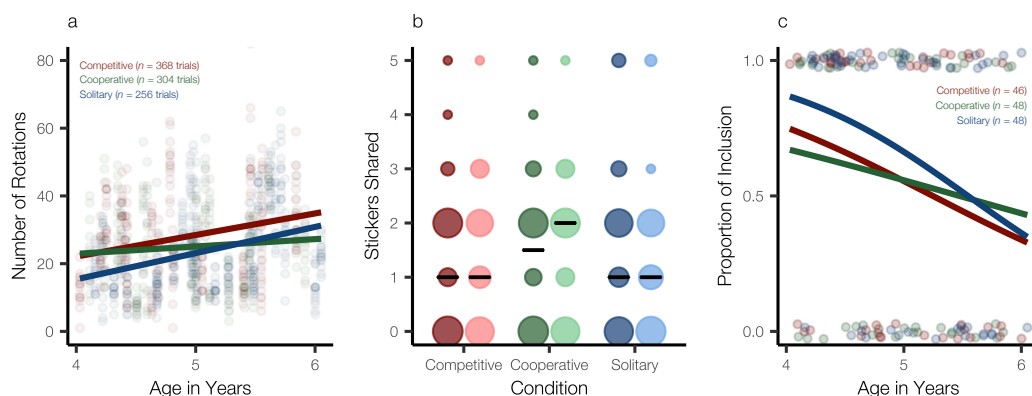 a
80
60
40
20
0
Number of Rotations
Competitive (n = 368 trials)
Cooperative (n = 304 trials)
Solitary (n = 256 trials)
4
5
6
Age in Years
b
5
4
3
2
1
0
Stickers Shared
Competitive
Cooperative
Solitary
Condition
c
1.0
0.5
0.0
Proportion of Inclusion
Competitive (n = 46)
Cooperative (n = 48)
Solitary (n = 48)
4
5
6
Age in Years